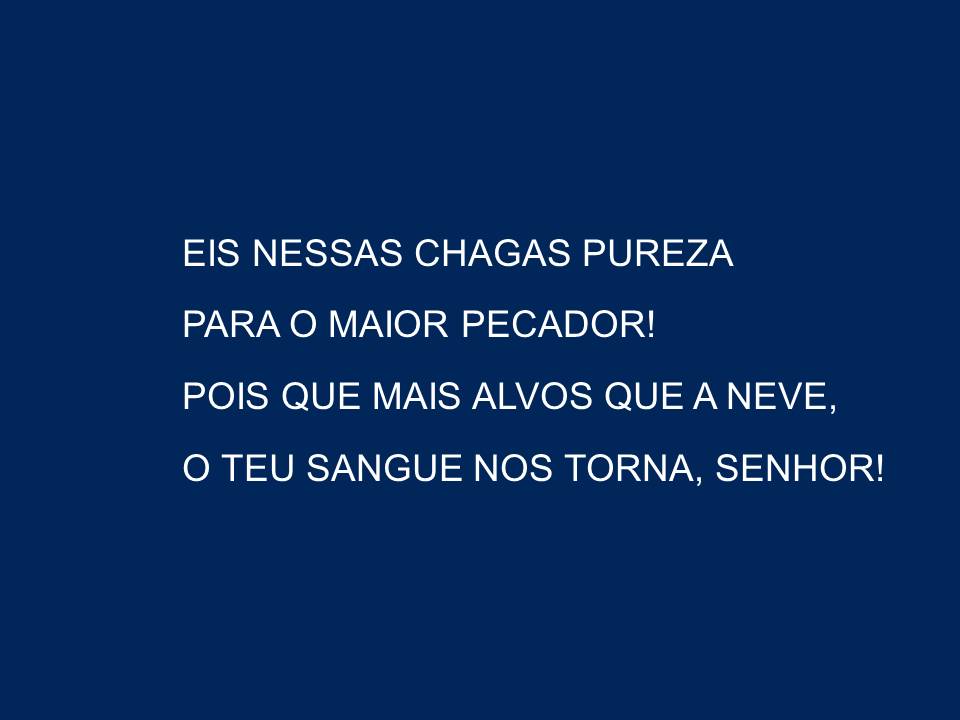 EIS NESSAS CHAGAS PUREZA
PARA O MAIOR PECADOR!
POIS QUE MAIS ALVOS QUE A NEVE,
O TEU SANGUE NOS TORNA, SENHOR!